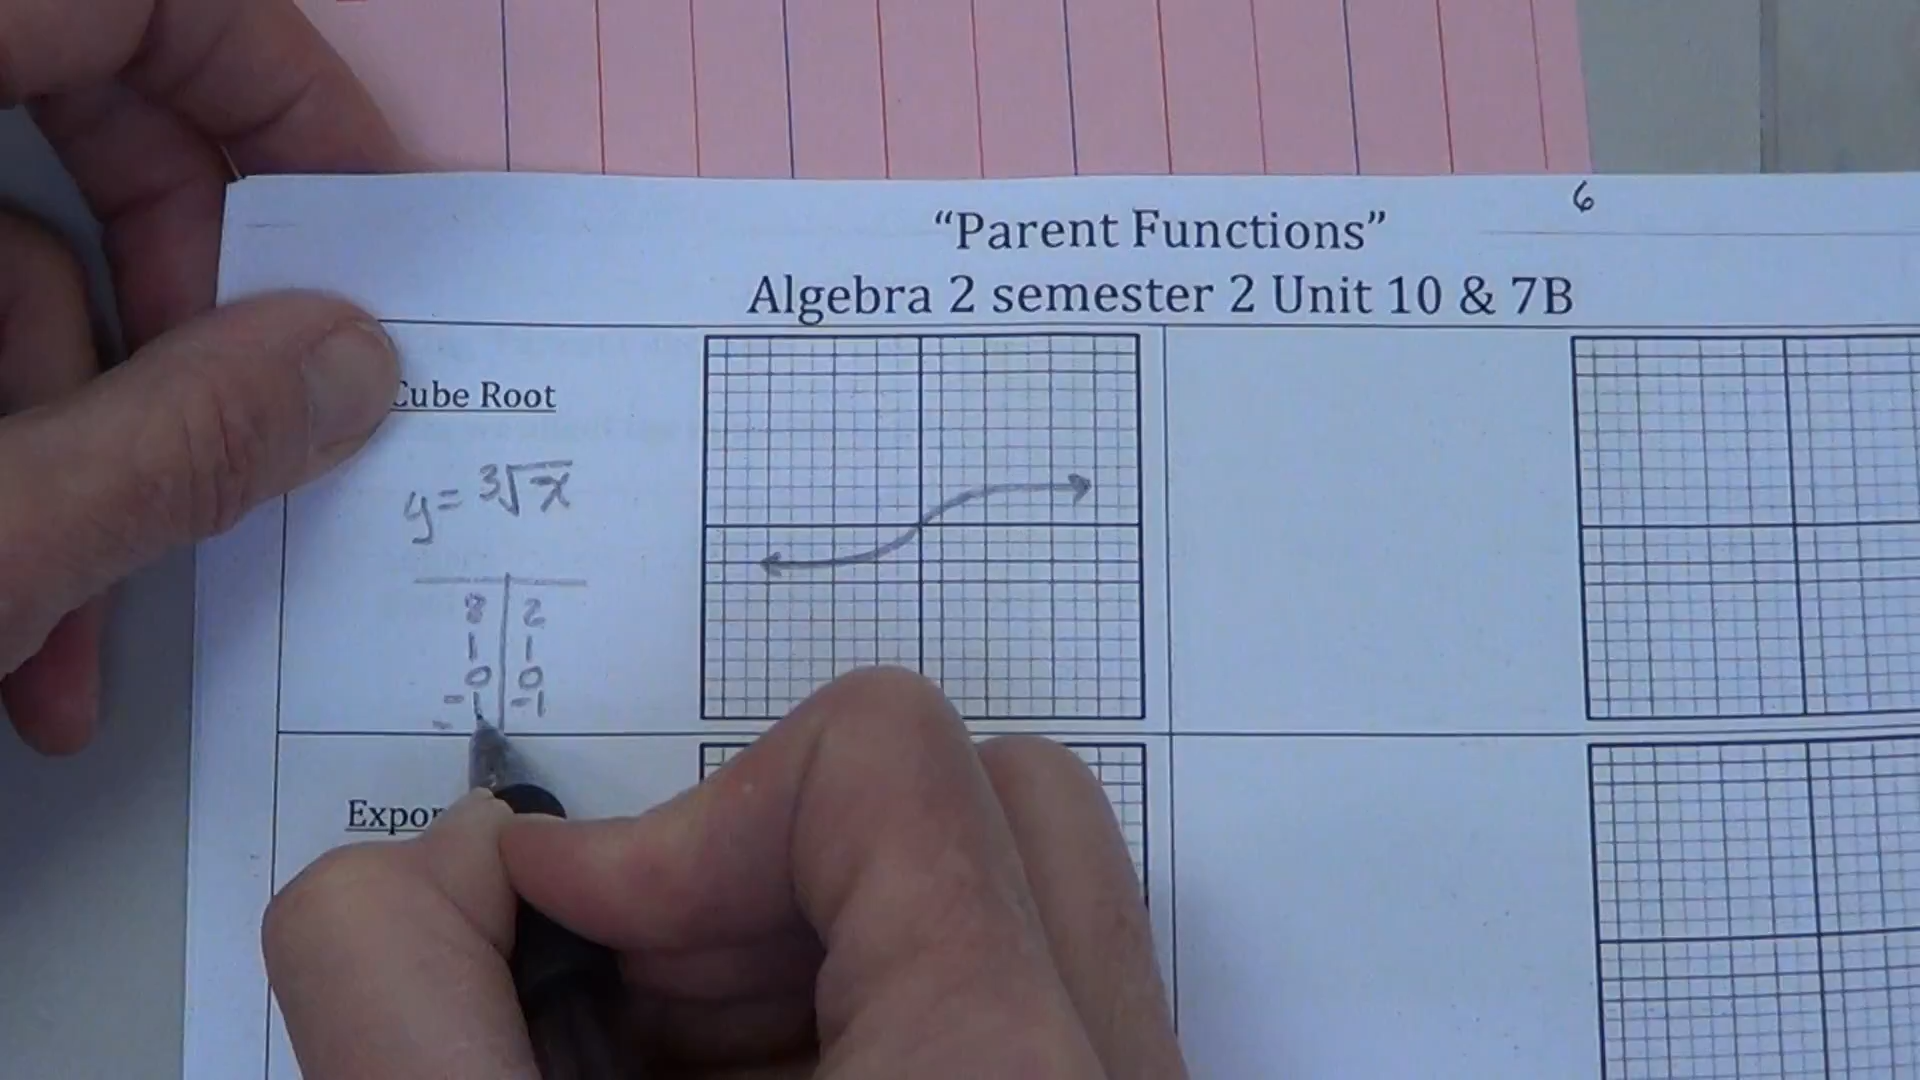 6
“Parent Functions”
Algebra 2 semester 2 Unit 10 & 7B
Cube Root
y = ³√x
8 2
1 1
0 0
-1 -1
-